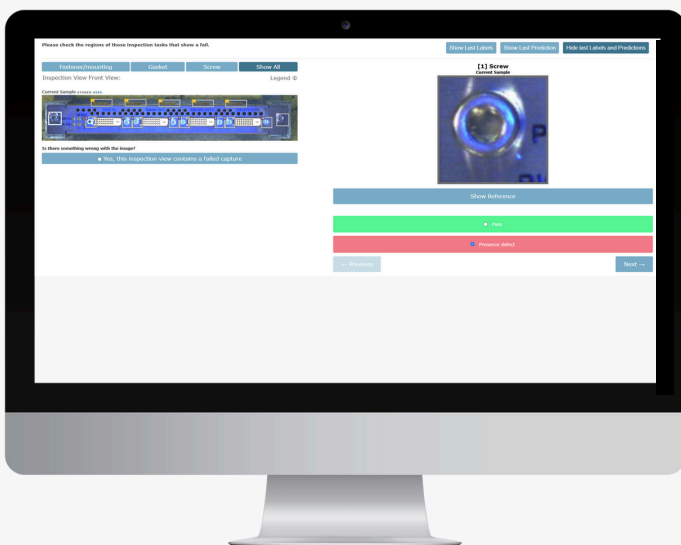 Please check the regions of those inspection tasks that show a fail.
Show Last Labels
Show Last Prediction
Hide last Labels and Predictions
Fastener/mounting
Gasket
Screw
Show All
Inspection View Front View:
Legend
Current Sample
Is there something wrong with the image?
Yes, this inspection view contains a failed capture
[1] Screw
Current Sample
P
Show Reference
Pass
Presence defect
← Previous
Next →